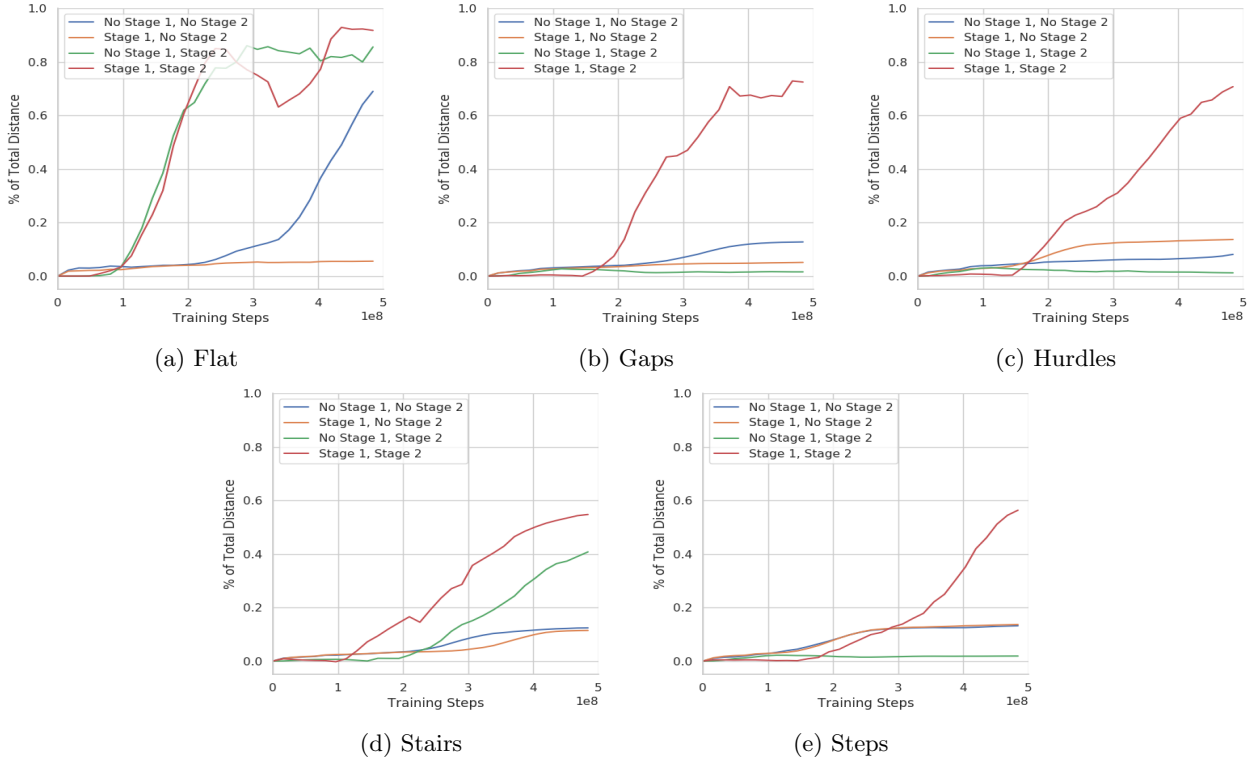 1.0
0.8
0.6
0.4
0.2
0.0
% of Total Distance
No Stage 1, No Stage 2
Stage 1, No Stage 2
No Stage 1, Stage 2
Stage 1, Stage 2
0 1 2 3 4 5
Training Steps
1e8
(a) Flat
1.0
0.8
0.6
0.4
0.2
0.0
% of Total Distance
No Stage 1, No Stage 2
Stage 1, No Stage 2
No Stage 1, Stage 2
Stage 1, Stage 2
0 1 2 3 4 5
Training Steps
1e8
(b) Gaps
1.0
0.8
0.6
0.4
0.2
0.0
% of Total Distance
No Stage 1, No Stage 2
Stage 1, No Stage 2
No Stage 1, Stage 2
Stage 1, Stage 2
0 1 2 3 4 5
Training Steps
1e8
(c) Hurdles
1.0
0.8
0.6
0.4
0.2
0.0
% of Total Distance
No Stage 1, No Stage 2
Stage 1, No Stage 2
No Stage 1, Stage 2
Stage 1, Stage 2
0 1 2 3 4 5
Training Steps
1e8
(d) Stairs
1.0
0.8
0.6
0.4
0.2
0.0
% of Total Distance
No Stage 1, No Stage 2
Stage 1, No Stage 2
No Stage 1, Stage 2
Stage 1, Stage 2
0 1 2 3 4 5
Training Steps
1e8
(e) Steps